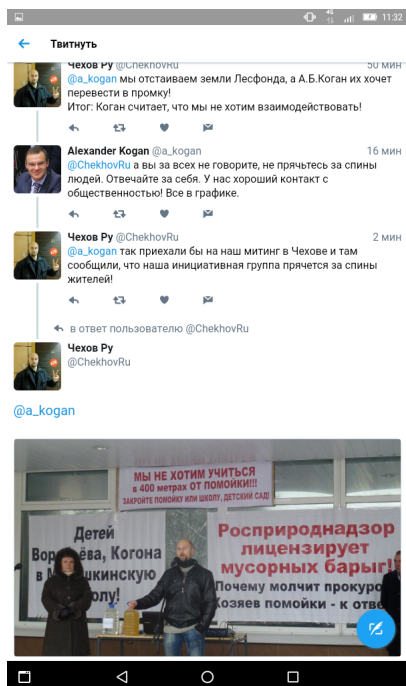 4G
11:32
Твитнуть
Чехов Ру @ChekhovRu 50 мин
@a_kogan мы отстаиваем земли Лесфонда, а А.Б.Коган их хочет
перевести в промку!
Итог: Коган считает, что мы не хотим взаимодействовать!
Alexander Kogan @a_kogan 16 мин
@ChekhovRu а вы за всех не говорите, не прячьтесь за спины
людей. Отвечайте за себя. У нас хороший контакт с
общественностью! Все в графике.
Чехов Ру @ChekhovRu 2 мин
@a_kogan так приехали бы на наш митинг в Чехове и там
сообщили, что наша инициативная группа прячется за спины
жителей!
в ответ пользователю @ChekhovRu
Чехов Ру
@ChekhovRu
@a_kogan
МЫ НЕ ХОТИМ УЧИТЬСЯ
в 400 метрах ОТ ПОМОЙКИ!!!
ЗАКРОЙТЕ ПОМОЙКУ ИЛИ ШКОЛУ, ДЕТСКИЙ САД!
Детей
Когона
в
Росприроднадзор
лицензирует
мусорных барыг!
Почему молчит
Хозяев помойки - к